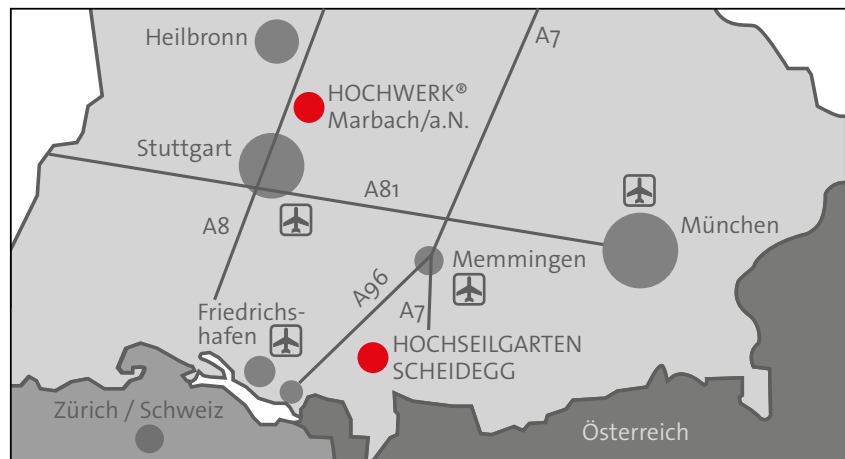 Heilbronn
A7
HOCHWERK®
Marbach/a.N.
Stuttgart
A81
A8
München
Memmingen
A96
Friedrichs-
hafen
A7
HOCHSEILGARTEN
SCHEIDEGG
Zürich / Schweiz
Österreich